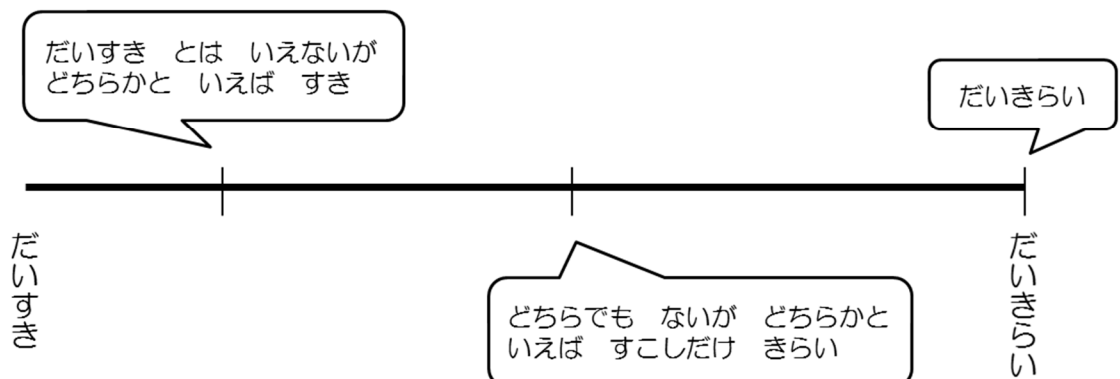 だいすき　とは　いえないが
どちらかと　いえば　すき
だいきらい
だいすき
だいきらい
どちらでも　ないが　どちらかと
いえば　すこしだけ　きらい